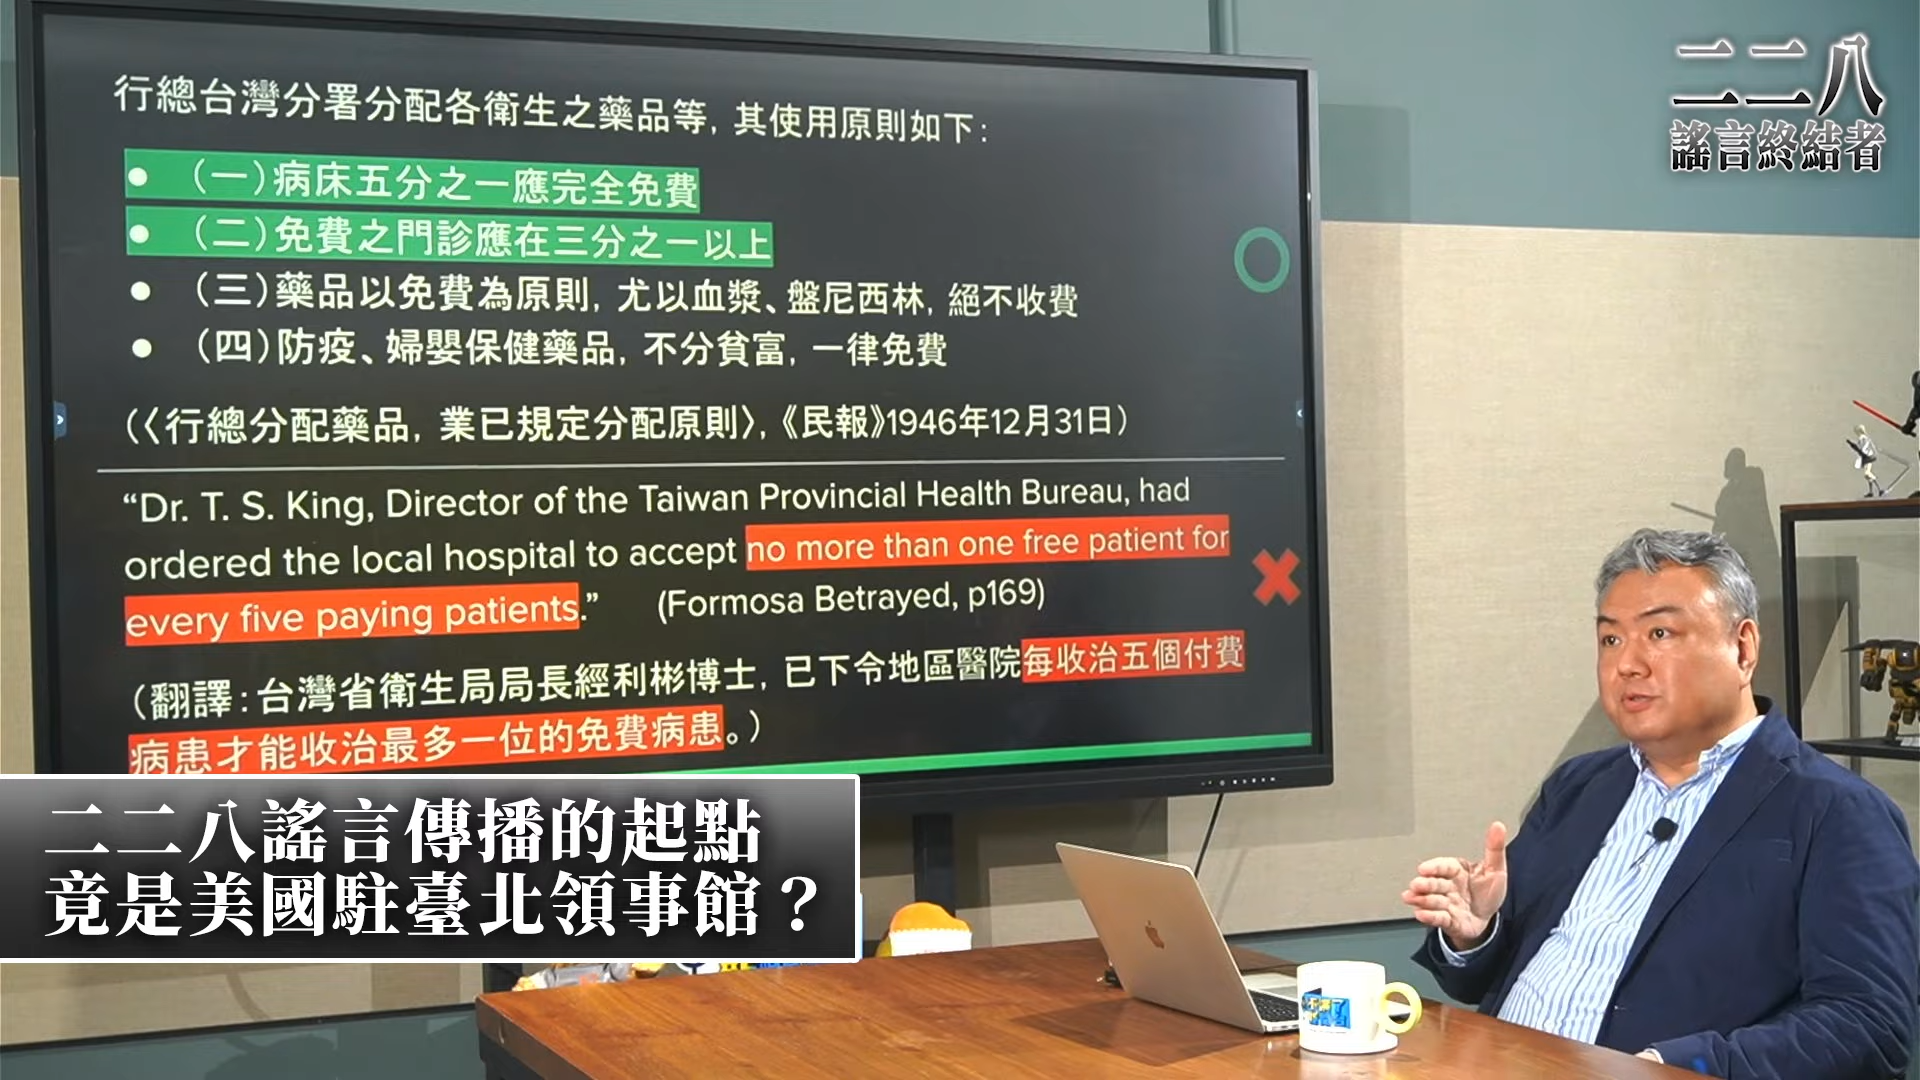 行總台灣分署分配各衛生之藥品等，其使用原則如下：
● （一）病床五分之一應完全免費
● （二）免費之門診應在三分之一以上
● （三）藥品以免費為原則，尤以血漿、盤尼西林，絕不收費
● （四）防疫、婦嬰保健藥品，不分貧富，一律免費
（〈行總分配藥品，業已規定分配原則〉，《民報》1946年12月31日）
“Dr. T. S. King, Director of the Taiwan Provincial Health Bureau, had
ordered the local hospital to accept no more than one free patient for
every five paying patients.” (Formosa Betrayed, p169)
（翻譯：台灣省衛生局局長經利彬博士，已下令地區醫院每收治五個付費
病患才能收治最多一位的免費病患。）
二二八
謠言終結者
二二八謠言傳播的起點
竟是美國駐臺北領事館？